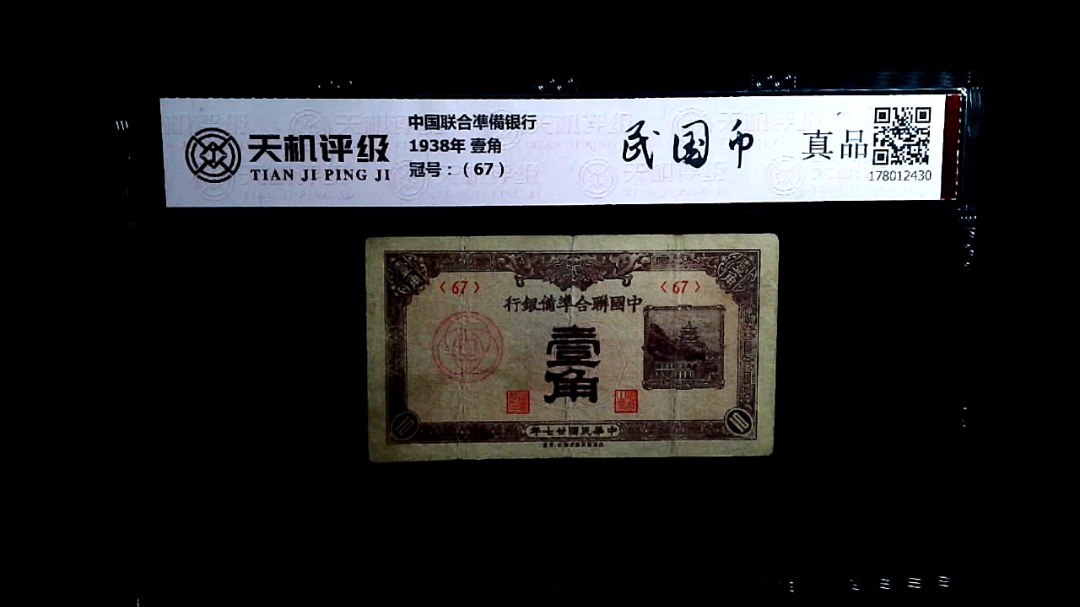 天机评级
TIAN JI PING JI
中国联合準備银行
1938年 壹角
冠号：（67）
民国币
真品
178012430
〈67〉
〈67〉
行銀備準合聯國中
壹角
年七廿國民華中
10
10